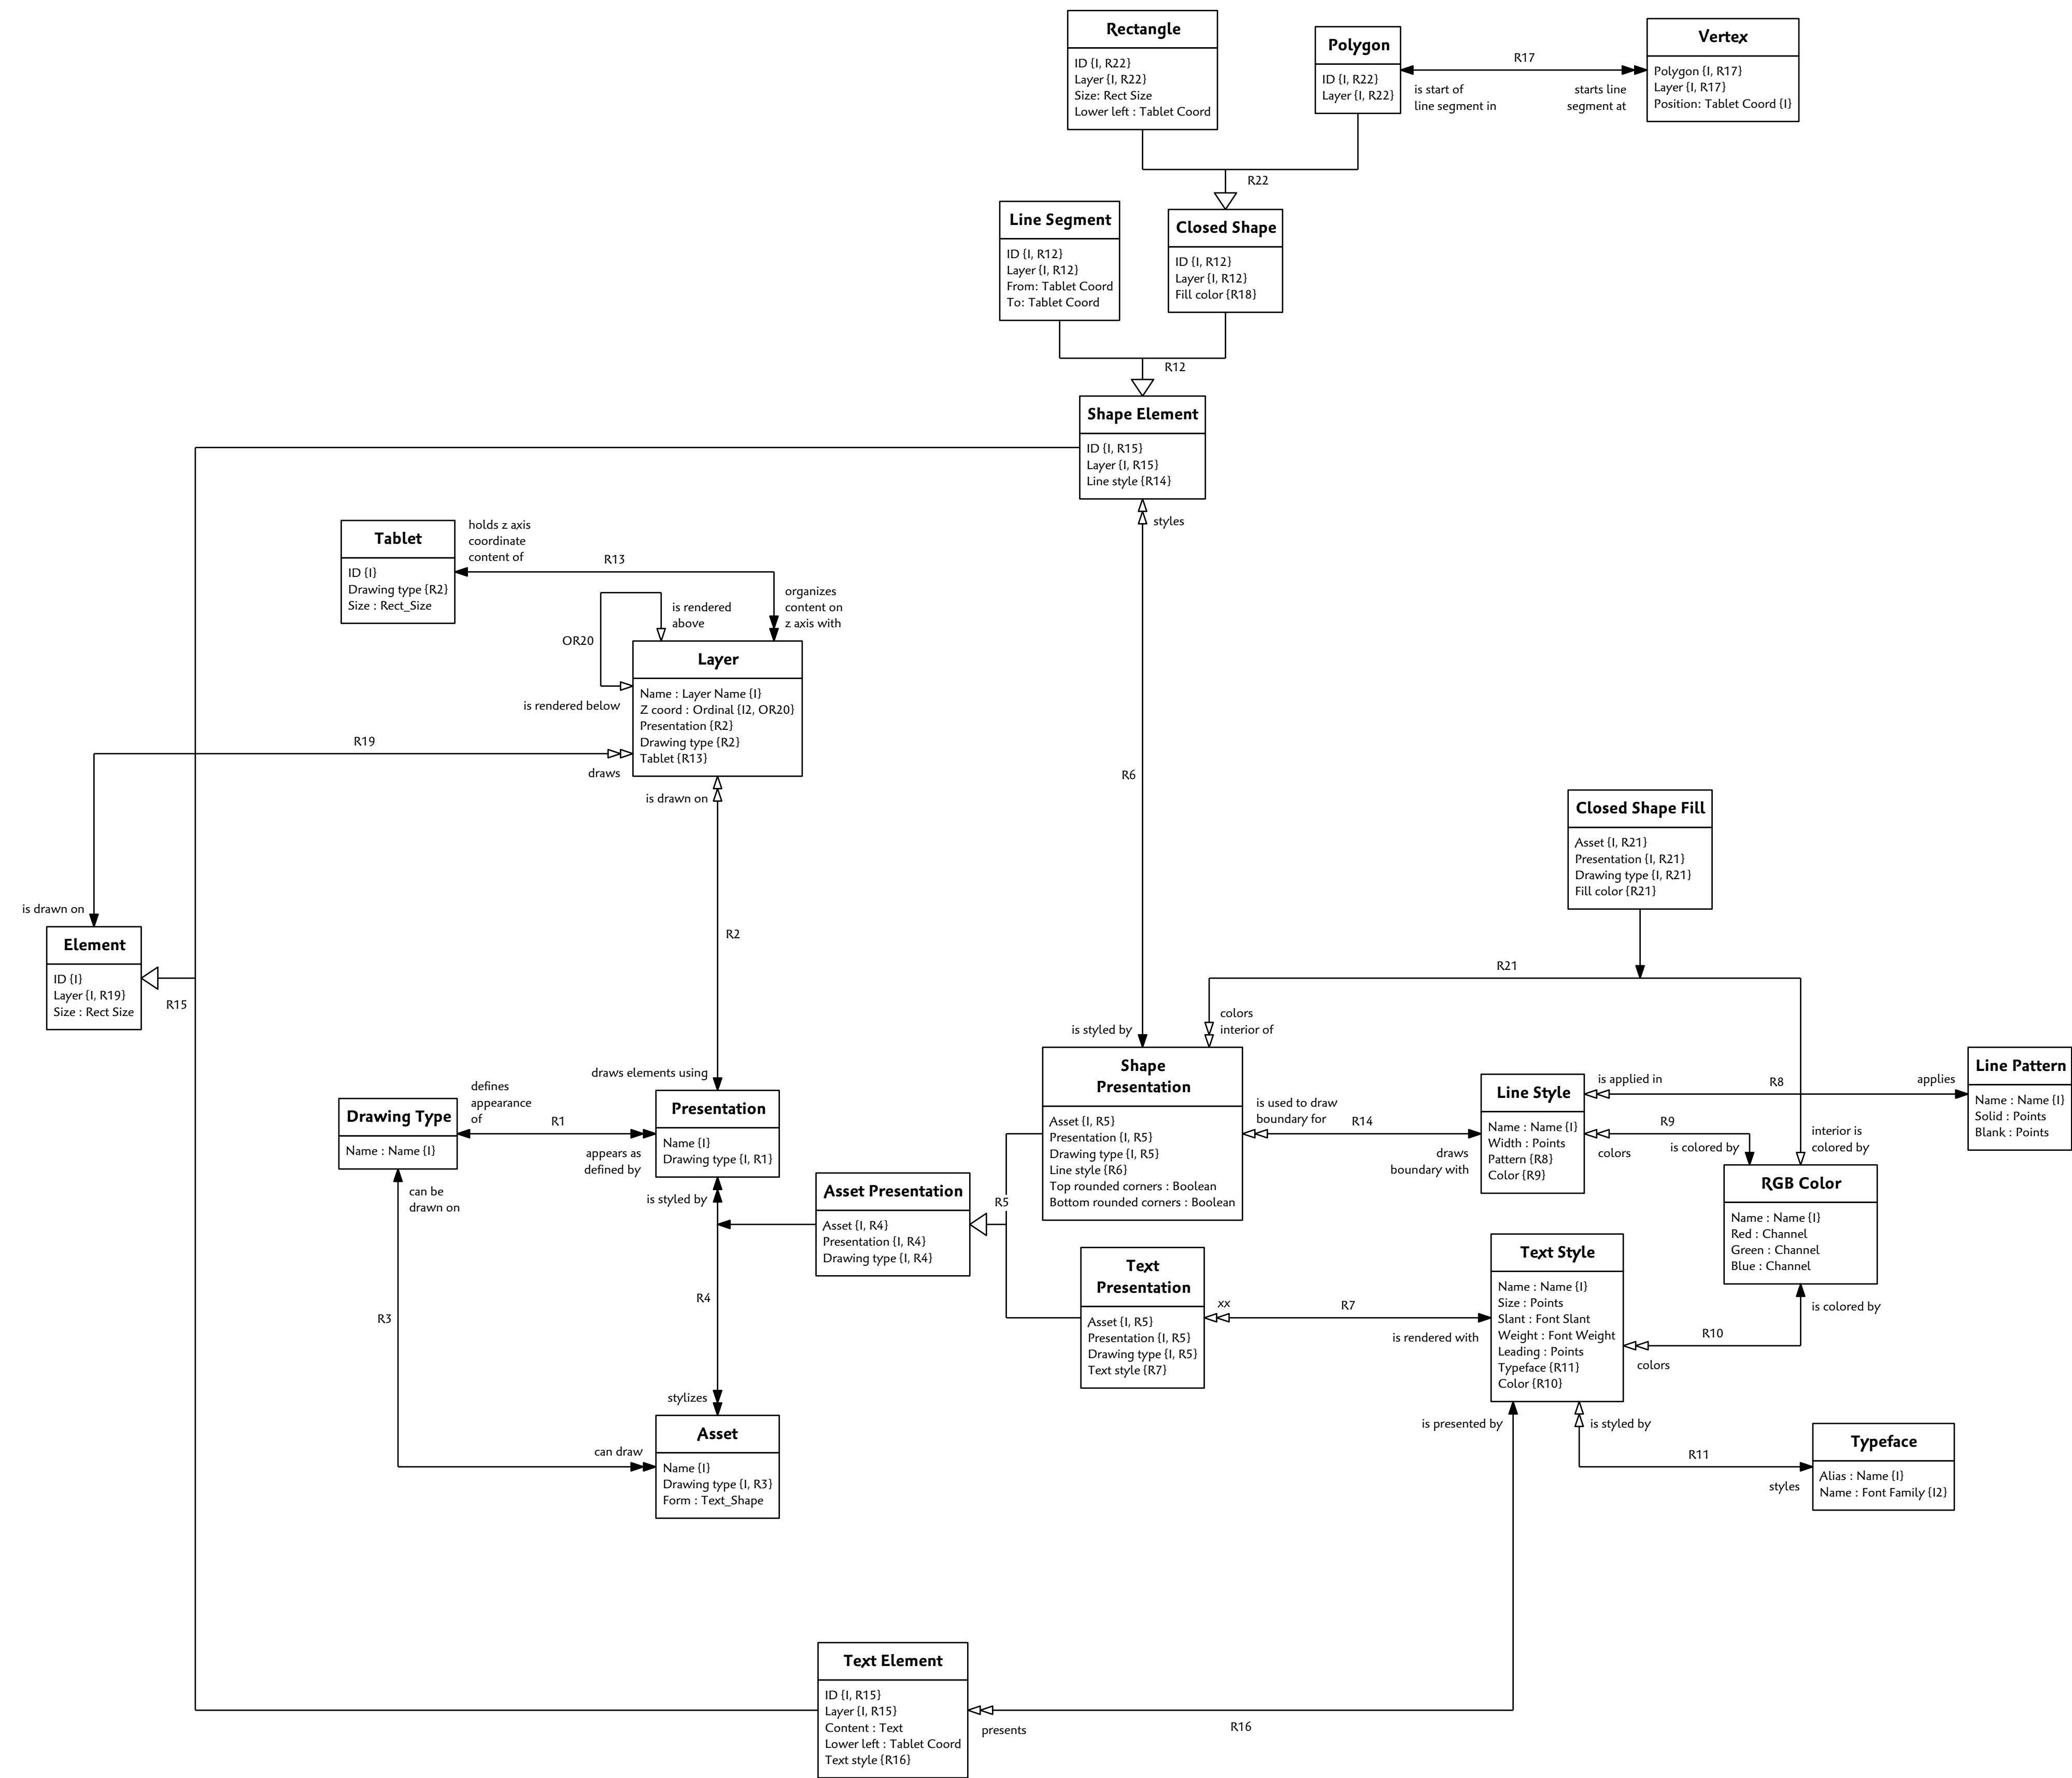 Rectangle
ID {I, R22}
Layer {I, R22}
Size: Rect Size
Lower left : Tablet Coord
Polygon
ID {I, R22}
Layer {I, R22}
R17
is start of
line segment in
starts line
segment at
Vertex
Polygon {I, R17}
Layer {I, R17}
Position: Tablet Coord {I}
R22
Line Segment
ID {I, R12}
Layer {I, R12}
From: Tablet Coord
To: Tablet Coord
Closed Shape
ID {I, R12}
Layer {I, R12}
Fill color {R18}
R12
Shape Element
ID {I, R15}
Layer {I, R15}
Line style {R14}
styles
Tablet
ID {I}
Drawing type {R2}
Size : Rect_Size
holds z axis
coordinate
content of
R13
organizes
content on
z axis with
is rendered
above
OR20
is rendered below
Layer
Name : Layer Name {I}
Z coord : Ordinal {I2, OR20}
Presentation {R2}
Drawing type {R2}
Tablet {R13}
R19
draws
is drawn on
R6
Closed Shape Fill
Asset {I, R21}
Presentation {I, R21}
Drawing type {I, R21}
Fill color {R21}
is drawn on
Element
ID {I}
Layer {I, R19}
Size : Rect Size
R15
R2
R21
colors
interior of
is styled by
draws elements using
Drawing Type
Name : Name {I}
defines
appearance
of
R1
appears as
defined by
Presentation
Name {I}
Drawing type {I, R1}
is styled by
can be
drawn on
Asset Presentation
Asset {I, R4}
Presentation {I, R4}
Drawing type {I, R4}
R5
Shape
Presentation
Asset {I, R5}
Presentation {I, R5}
Drawing type {I, R5}
Line style {R6}
Top rounded corners : Boolean
Bottom rounded corners : Boolean
is used to draw
boundary for
R14
draws
boundary with
Line Style
Name : Name {I}
Width : Points
Pattern {R8}
Color {R9}
is applied in
R8
applies
Line Pattern
Name : Name {I}
Solid : Points
Blank : Points
R9
colors
is colored by
interior is
colored by
RGB Color
Name : Name {I}
Red : Channel
Green : Channel
Blue : Channel
is colored by
R10
colors
Text
Presentation
Asset {I, R5}
Presentation {I, R5}
Drawing type {I, R5}
Text style {R7}
xx
R7
is rendered with
Text Style
Name : Name {I}
Size : Points
Slant : Font Slant
Weight : Font Weight
Leading : Points
Typeface {R11}
Color {R10}
R3
R4
stylizes
can draw
Asset
Name {I}
Drawing type {I, R3}
Form : Text_Shape
is presented by
is styled by
R11
styles
Typeface
Alias : Name {I}
Name : Font Family {I2}
Text Element
ID {I, R15}
Layer {I, R15}
Content : Text
Lower left : Tablet Coord
Text style {R16}
presents
R16